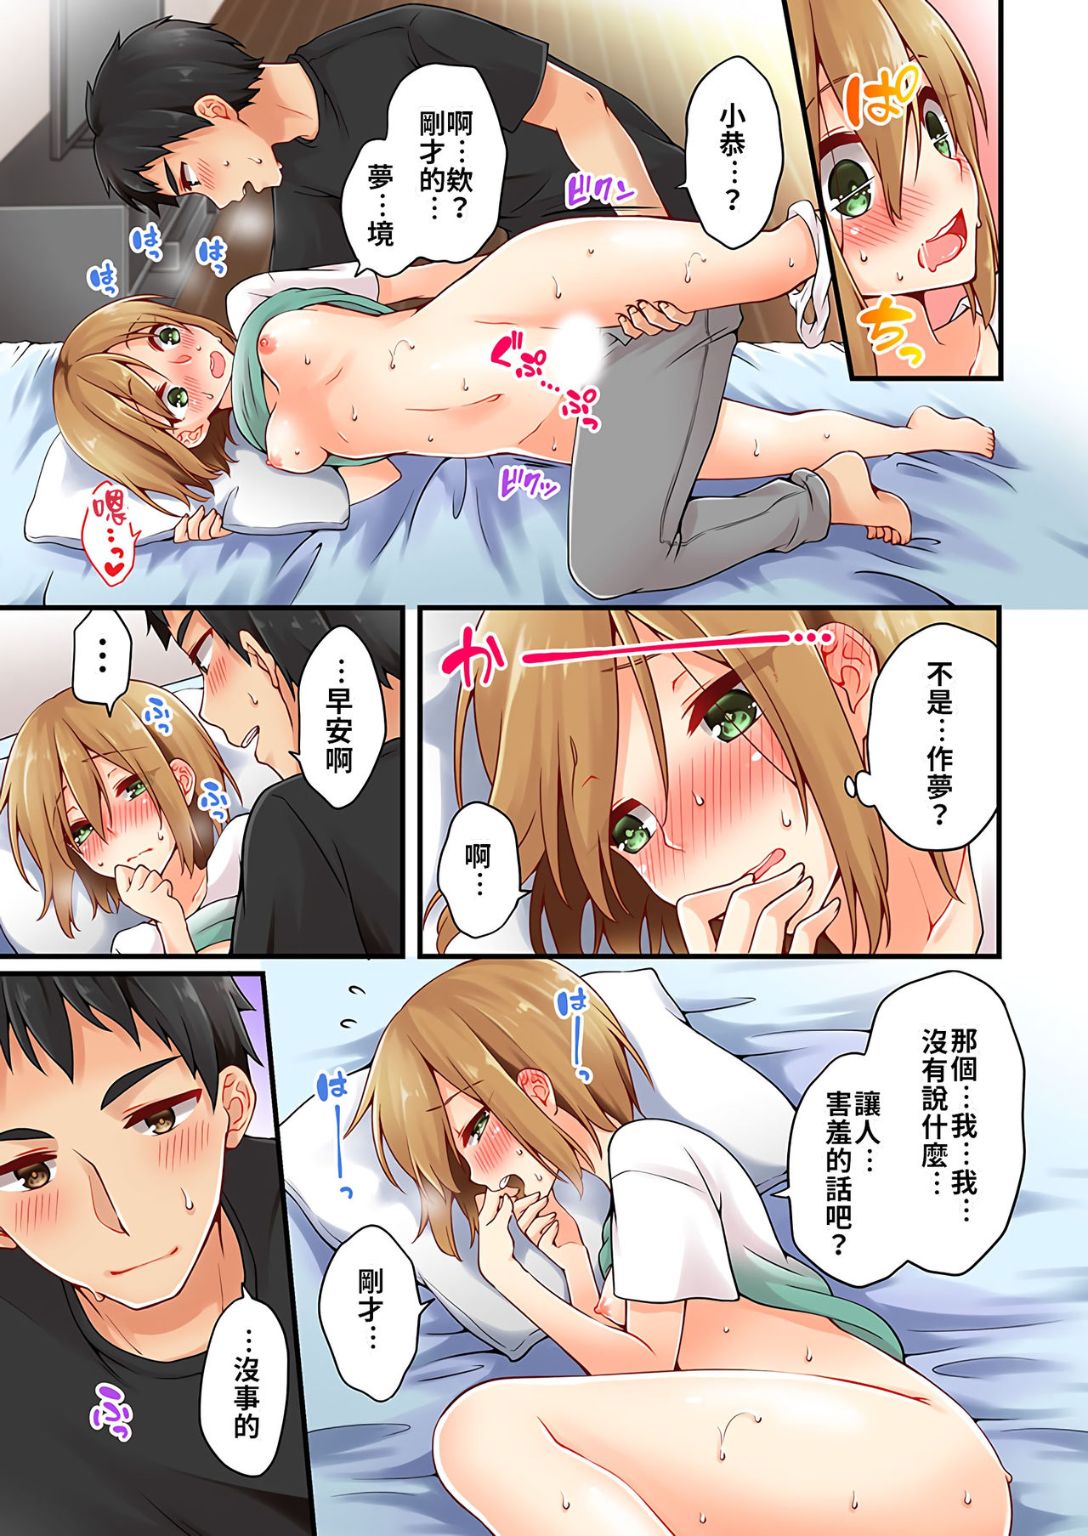 ぱちっ
小恭…？
啊…欸？
剛才的…
夢…境
ビクン
はっ
はっ
はっ
ぐぷ…ぷっ
ビクッ
嗯…っ♥
かー…
不是…作夢？
啊…
…早安啊
…
ふっ
ふっ
那個…我…我…
沒有說什麼…
讓人…
害羞的話吧？
はーー
はーーっ
剛才…
…沒事的
ふっ